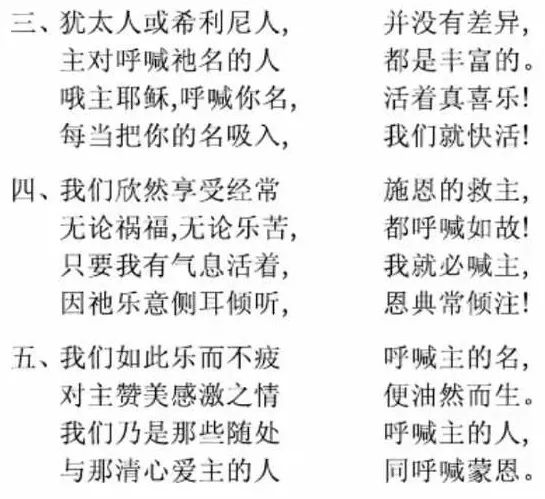 三、犹太人或希利尼人, 并没有差异,
主对呼喊祂名的人 都是丰富的。
哦主耶稣,呼喊你名, 活着真喜乐!
每当把你的名吸入, 我们就快活!
四、我们欣然享受经常 施恩的救主,
无论祸福,无论乐苦, 都呼喊如故!
只要我有气息活着, 我就必喊主,
因祂乐意侧耳倾听, 恩典常倾注!
五、我们如此乐而不疲 呼喊主的名,
对主赞美感激之情 便油然而生。
我们乃是那些随处 呼喊主的人,
与那清心爱主的人 同呼喊蒙恩。